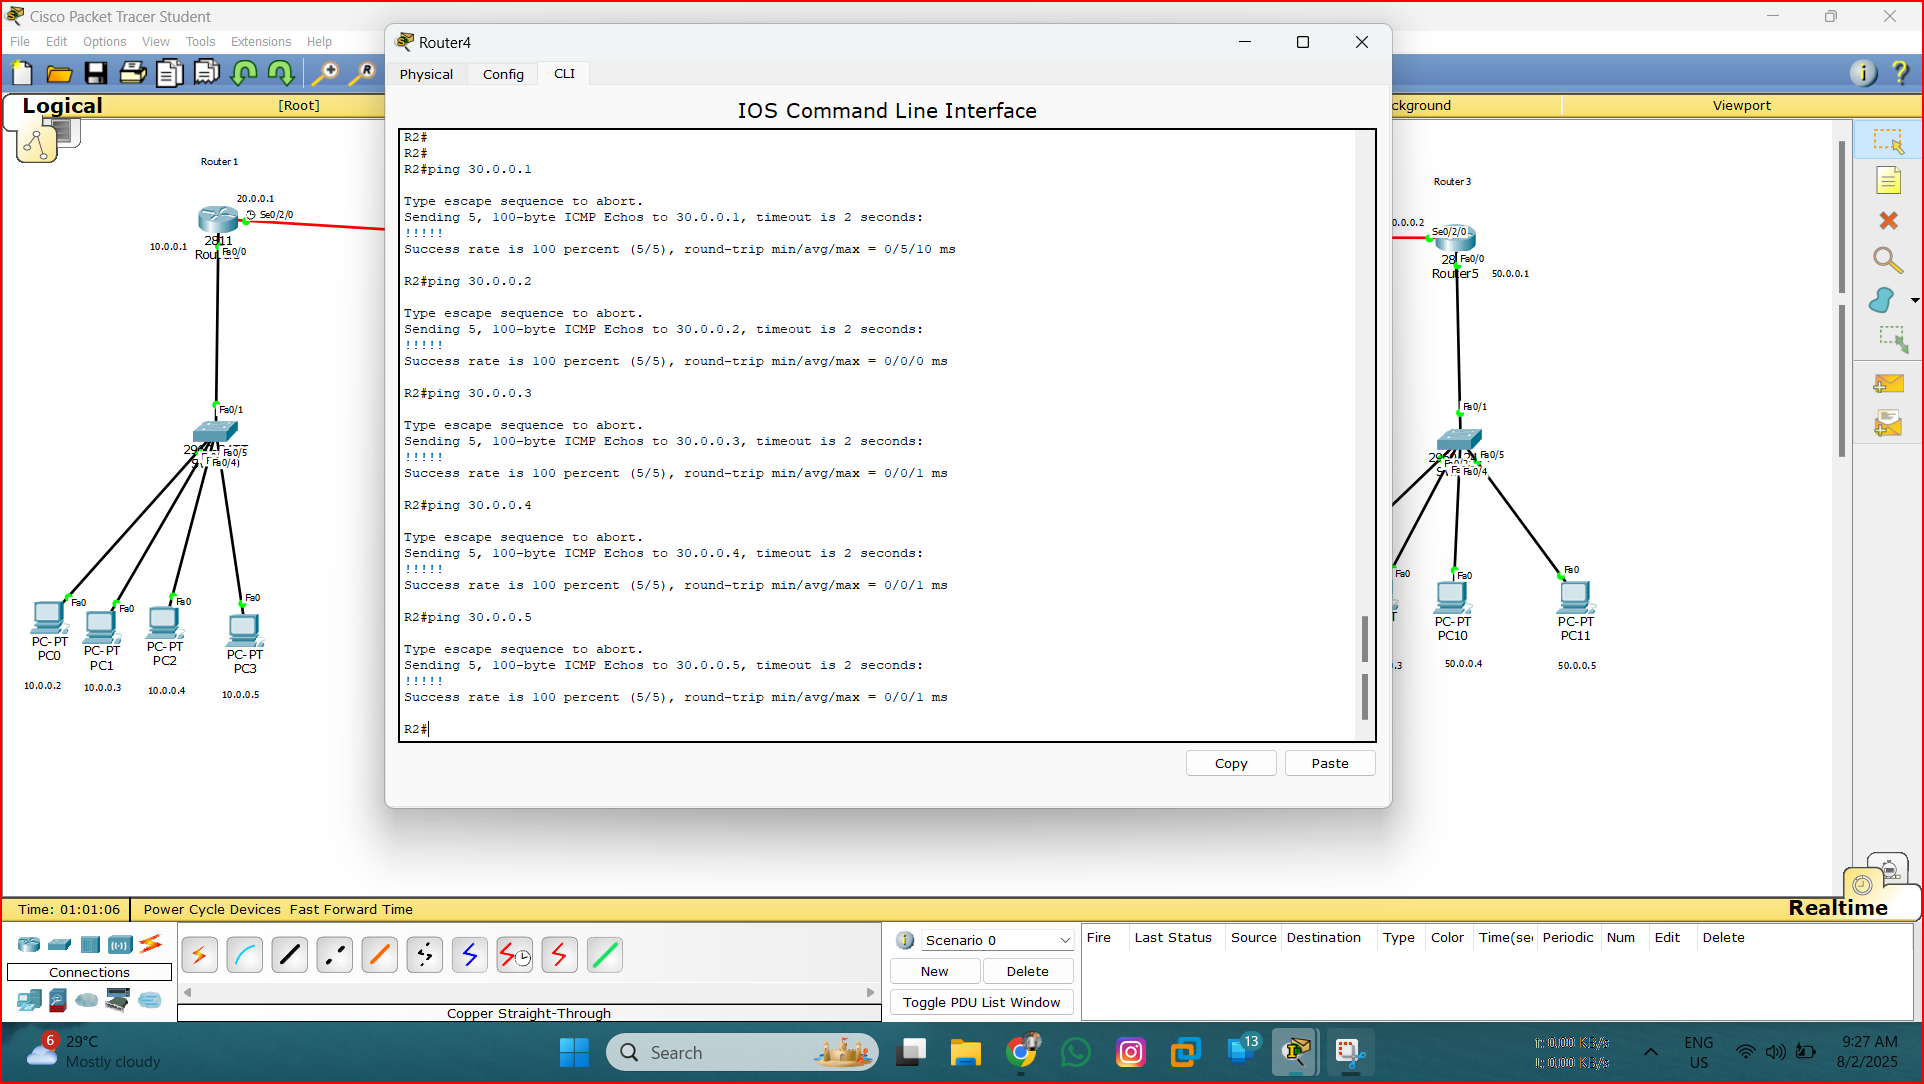 Cisco Packet Tracer Student
File Edit Options View Tools Extensions Help
Logical
[Root]
ckground
Viewport
Router4
Physical Config CLI
IOS Command Line Interface
R2#
R2#
R2#ping 30.0.0.1
Type escape sequence to abort.
Sending 5, 100-byte ICMP Echos to 30.0.0.1, timeout is 2 seconds:
!!!!!
Success rate is 100 percent (5/5), round-trip min/avg/max = 0/5/10 ms
R2#ping 30.0.0.2
Type escape sequence to abort.
Sending 5, 100-byte ICMP Echos to 30.0.0.2, timeout is 2 seconds:
!!!!!
Success rate is 100 percent (5/5), round-trip min/avg/max = 0/0/0 ms
R2#ping 30.0.0.3
Type escape sequence to abort.
Sending 5, 100-byte ICMP Echos to 30.0.0.3, timeout is 2 seconds:
!!!!!
Success rate is 100 percent (5/5), round-trip min/avg/max = 0/0/1 ms
R2#ping 30.0.0.4
Type escape sequence to abort.
Sending 5, 100-byte ICMP Echos to 30.0.0.4, timeout is 2 seconds:
!!!!!
Success rate is 100 percent (5/5), round-trip min/avg/max = 0/0/1 ms
R2#ping 30.0.0.5
Type escape sequence to abort.
Sending 5, 100-byte ICMP Echos to 30.0.0.5, timeout is 2 seconds:
!!!!!
Success rate is 100 percent (5/5), round-trip min/avg/max = 0/0/1 ms
R2#
Copy Paste
Router 1
20.0.0.1
Se0/2/0
10.0.0.1
2811
Fa0/0
Fa0/1
Fa0/5
Fa0/4)
Fa0
Fa0
Fa0
Fa0
PC-PT
PC0
PC-PT
PC1
PC-PT
PC2
PC-PT
PC3
10.0.0.2
10.0.0.3
10.0.0.4
10.0.0.5
Router 3
.0.0.2
Se0/2/0
Fa0/0
Router5
50.0.0.1
Fa0/1
Fa0/5
Fa0/4
Fa0
Fa0
Fa0
PC-PT
PC10
PC-PT
PC11
.3
50.0.0.4
50.0.0.5
Time: 01:01:06 Power Cycle Devices Fast Forward Time
Realtime
Connections
Copper Straight-Through
Scenario 0
New Delete
Toggle PDU List Window
Fire Last Status Source Destination Type Color Time(sec Periodic Num Edit Delete
6
29°C
Mostly cloudy
Search
13
ENG
US
9:27 AM
8/2/2025